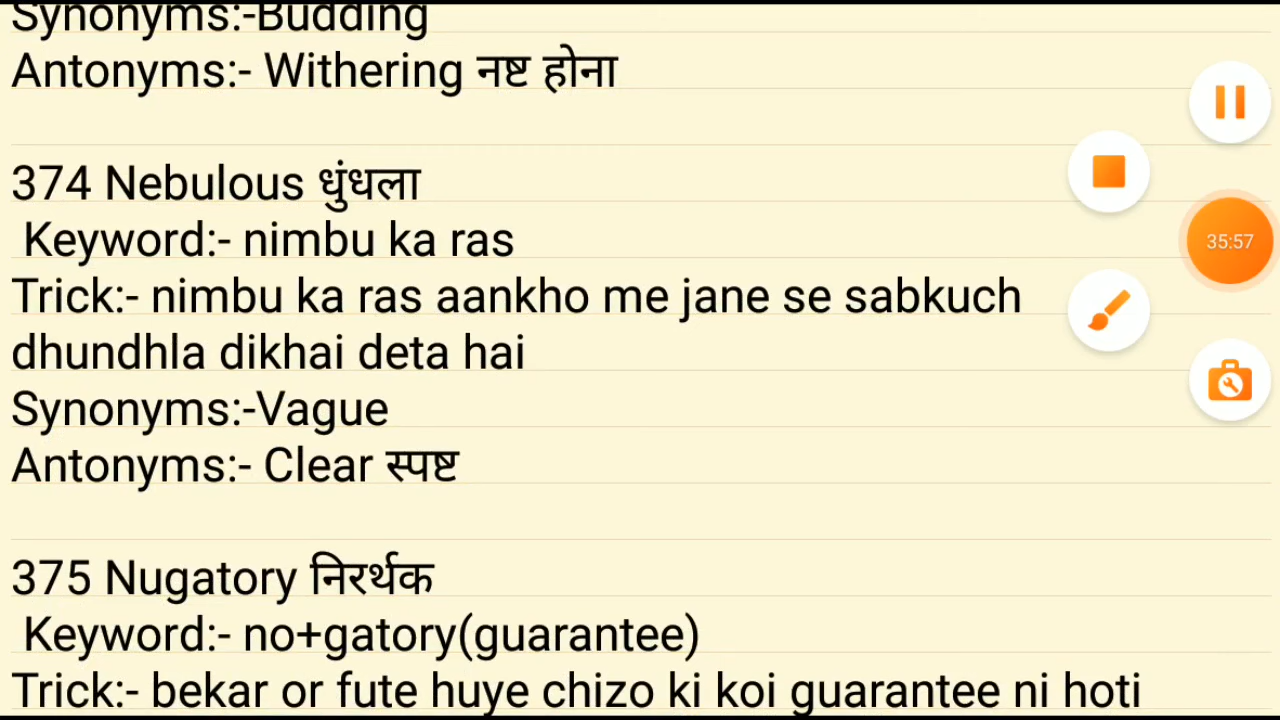 Synonyms:-Budding
Antonyms:- Withering नष्ट होना
374 Nebulous धुंधला
Keyword:- nimbu ka ras
Trick:- nimbu ka ras aankho me jane se sabkuch
dhundhla dikhai deta hai
Synonyms:-Vague
Antonyms:- Clear स्पष्ट
375 Nugatory निरर्थक
Keyword:- no+gatory(guarantee)
Trick:- bekar or fute huye chizo ki koi guarantee ni hoti
35:57